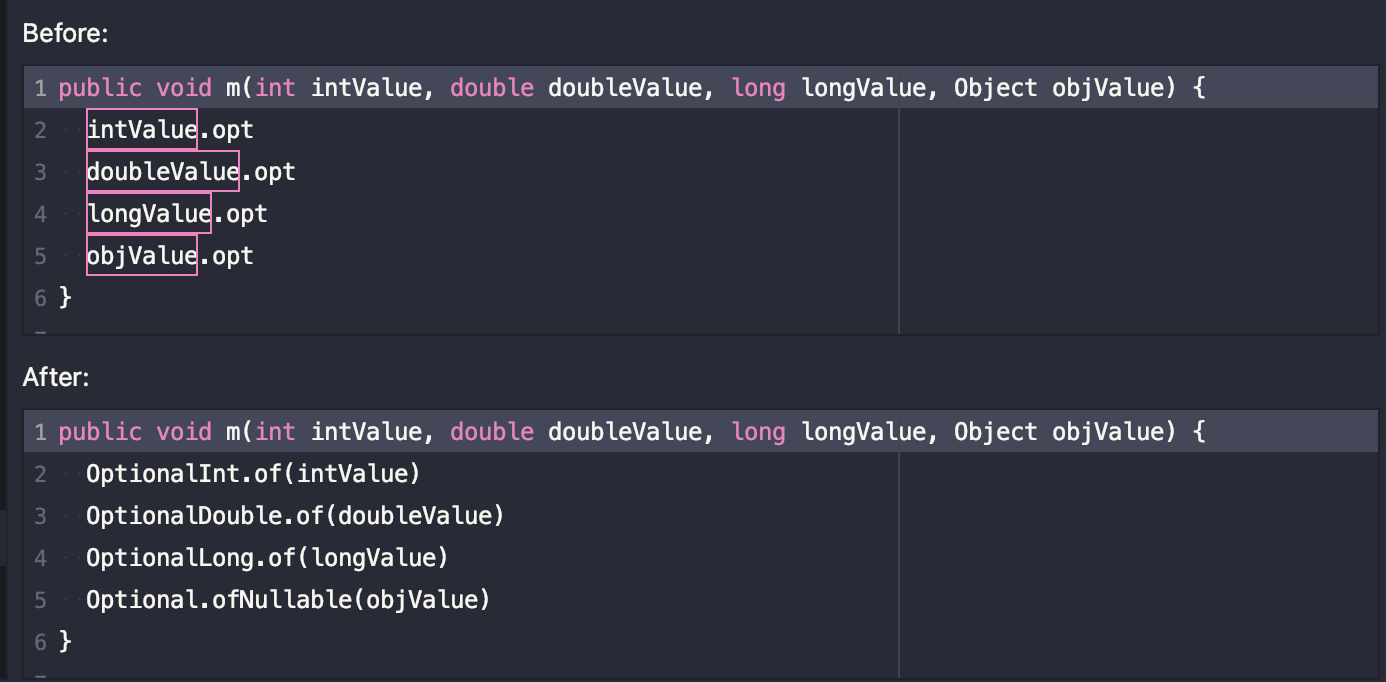 Before:
1 public void m(int intValue, double doubleValue, long longValue, Object objValue) {
2 intValue.opt
3 doubleValue.opt
4 longValue.opt
5 objValue.opt
6 }
After:
1 public void m(int intValue, double doubleValue, long longValue, Object objValue) {
2 OptionalInt.of(intValue)
3 OptionalDouble.of(doubleValue)
4 OptionalLong.of(longValue)
5 Optional.ofNullable(objValue)
6 }